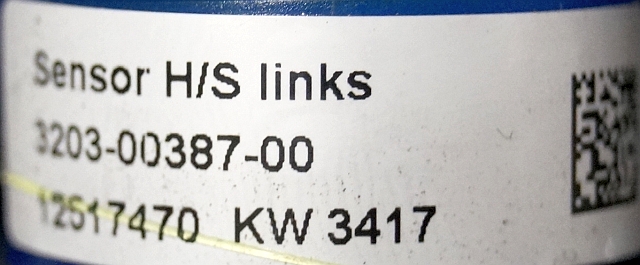 Sensor H/S links
3203-00387-00
12517470 KW 3417